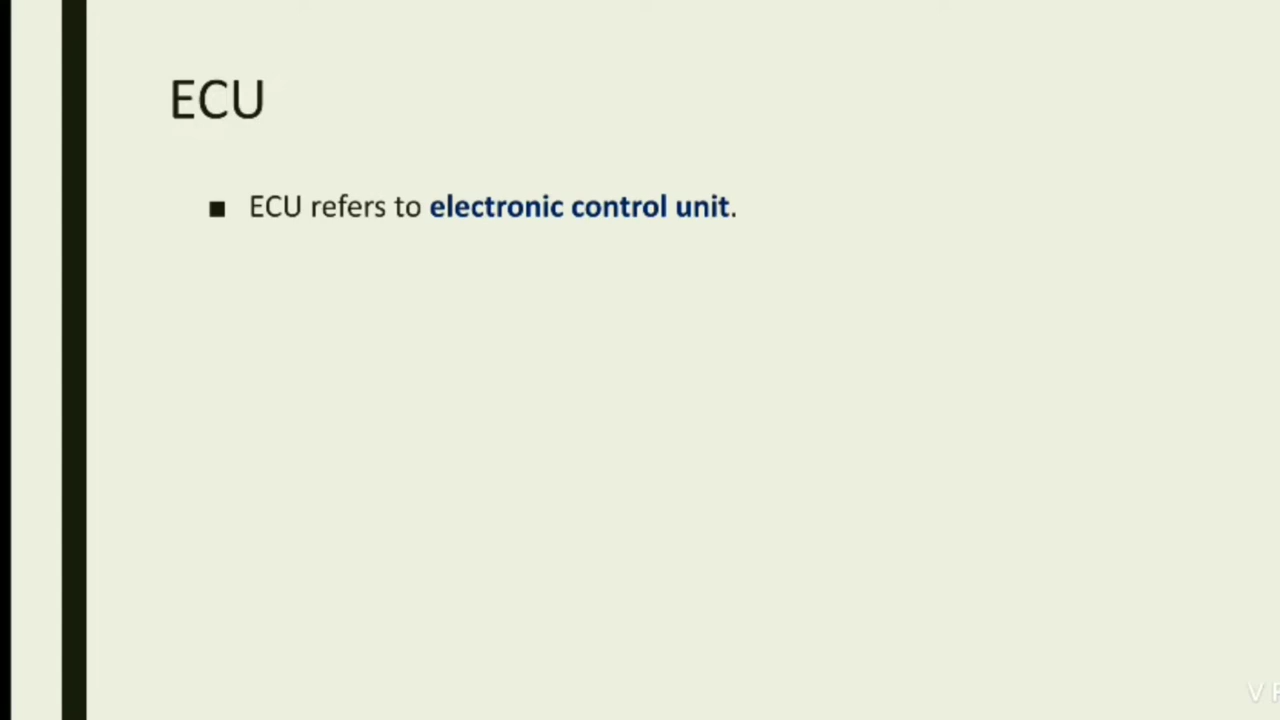 ECU
■ ECU refers to electronic control unit.